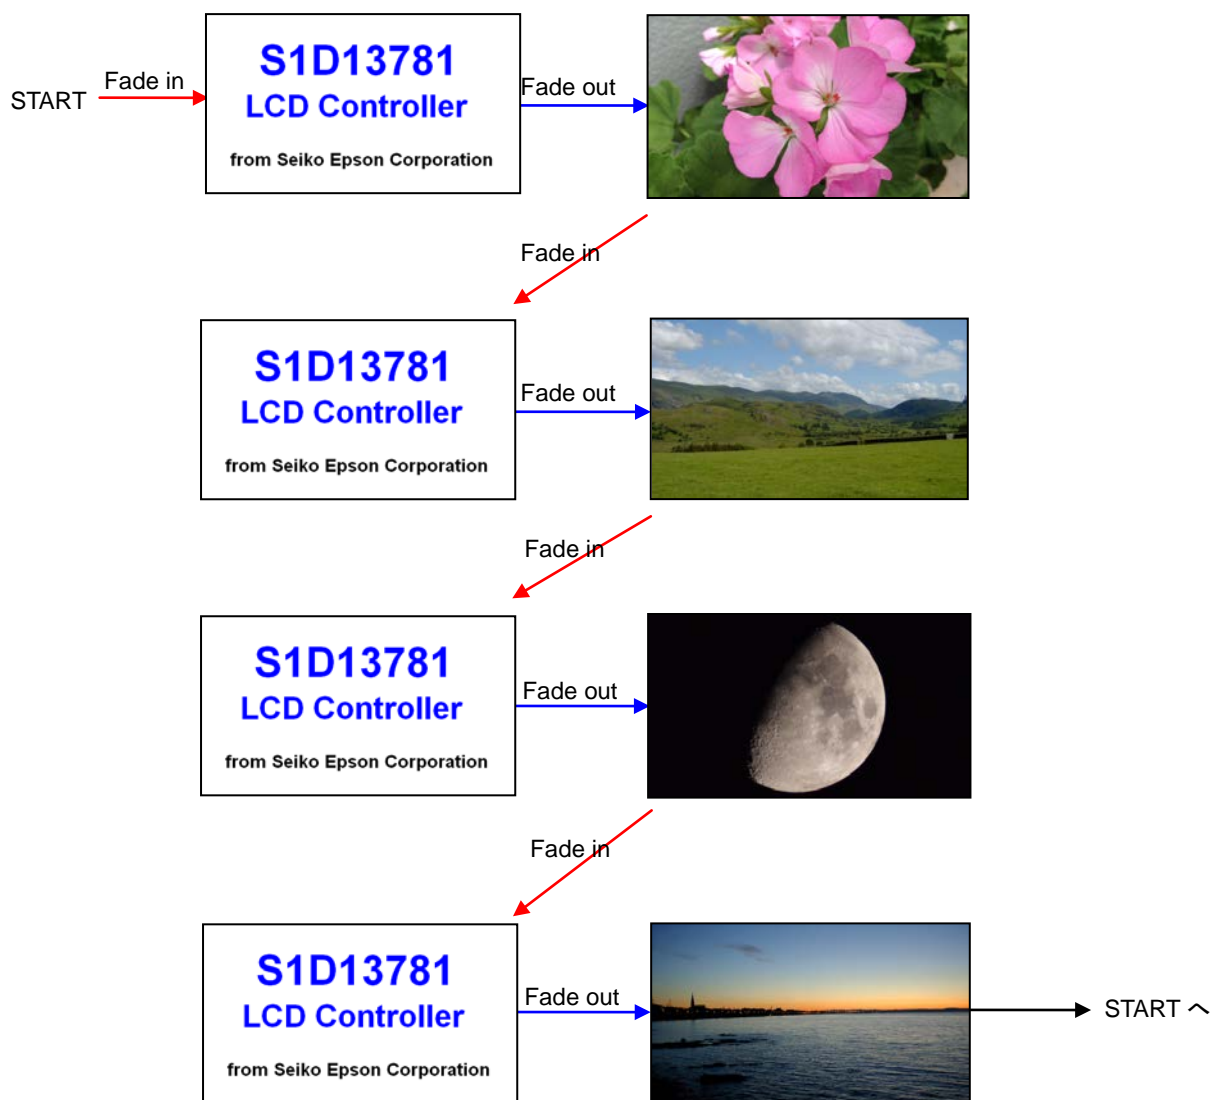 START
Fade in
S1D13781
LCD Controller
from Seiko Epson Corporation
Fade out
Fade in
S1D13781
LCD Controller
from Seiko Epson Corporation
Fade out
Fade in
S1D13781
LCD Controller
from Seiko Epson Corporation
Fade out
Fade in
S1D13781
LCD Controller
from Seiko Epson Corporation
Fade out
START へ